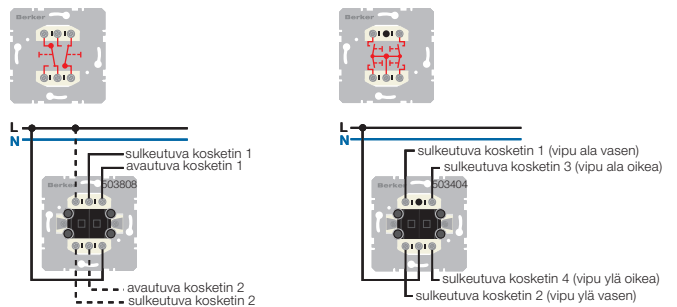 Berker
L
N
sulkeutuva kosketin 1
avautuva kosketin 1
Berker 503808
avautuva kosketin 2
sulkeutuva kosketin 2
Berker
L
N
sulkeutuva kosketin 1 (vipu ala vasen)
sulkeutuva kosketin 3 (vipu ala oikea)
Berker 503404
sulkeutuva kosketin 4 (vipu ylä oikea)
sulkeutuva kosketin 2 (vipu ylä vasen)